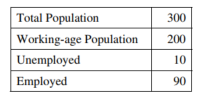 Total Population 300
Working-age Population 200
Unemployed 10
Employed 90